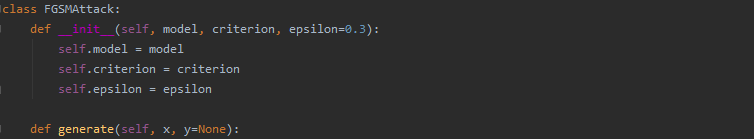 class FGSMAttack:
def __init__(self, model, criterion, epsilon=0.3):
self.model = model
self.criterion = criterion
self.epsilon = epsilon
def generate(self, x, y=None):